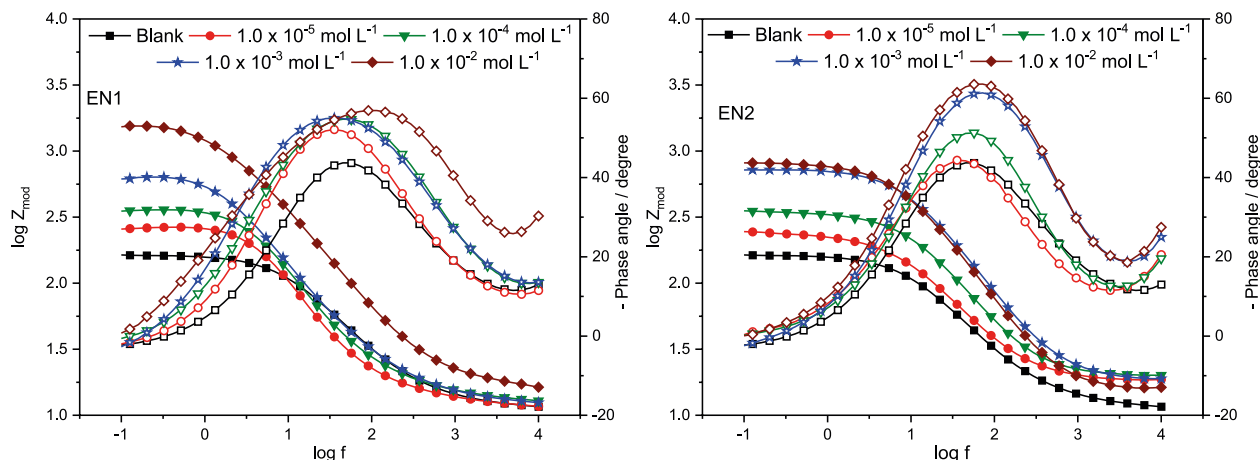 EN1
Blank 1.0 x 10⁻⁵ mol L⁻¹ 1.0 x 10⁻⁴ mol L⁻¹
1.0 x 10⁻³ mol L⁻¹ 1.0 x 10⁻² mol L⁻¹
log Z_mod
4.0
3.5
3.0
2.5
2.0
1.5
1.0
-1 0 1 2 3 4
log f
80
60
40
20
0
-20
- Phase angle / degree
EN2
Blank 1.0 x 10⁻⁵ mol L⁻¹ 1.0 x 10⁻⁴ mol L⁻¹
1.0 x 10⁻³ mol L⁻¹ 1.0 x 10⁻² mol L⁻¹
log Z_mod
4.0
3.5
3.0
2.5
2.0
1.5
1.0
-1 0 1 2 3 4
log f
80
60
40
20
0
-20
- Phase angle / degree